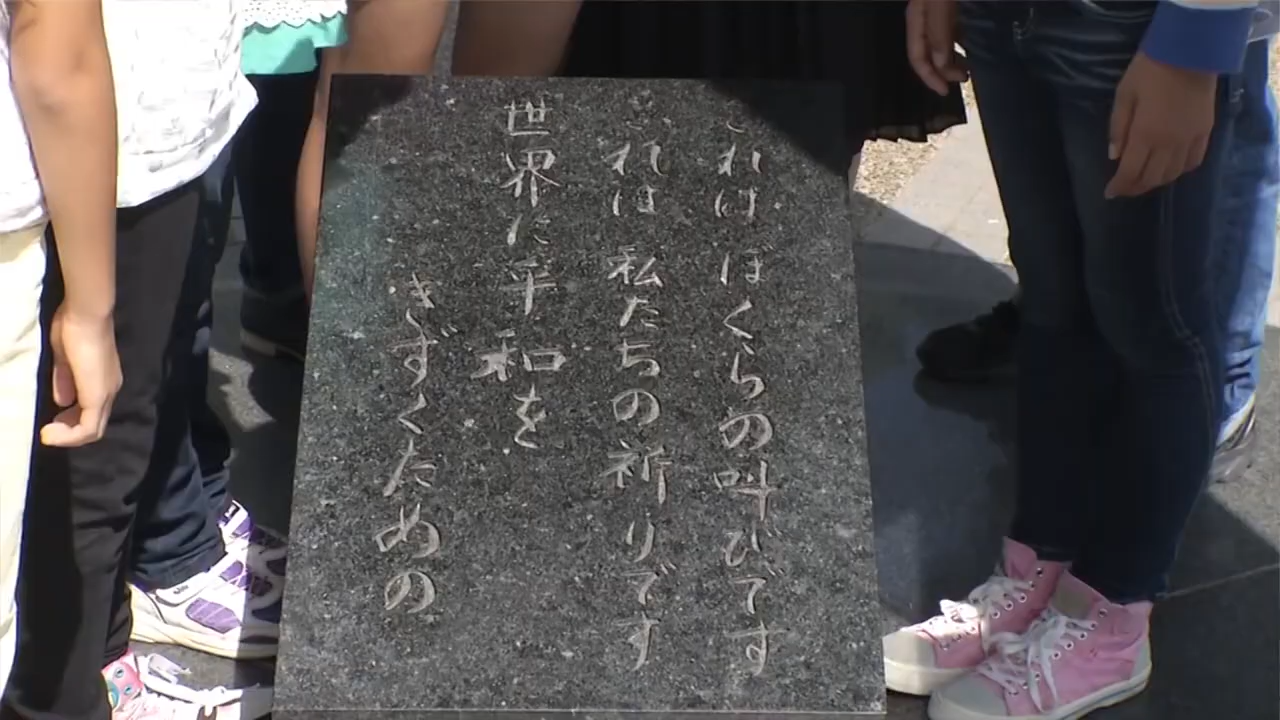 これは ぼくらの叫びです
これは 私たちの祈りです
世界に平和を
きずくための